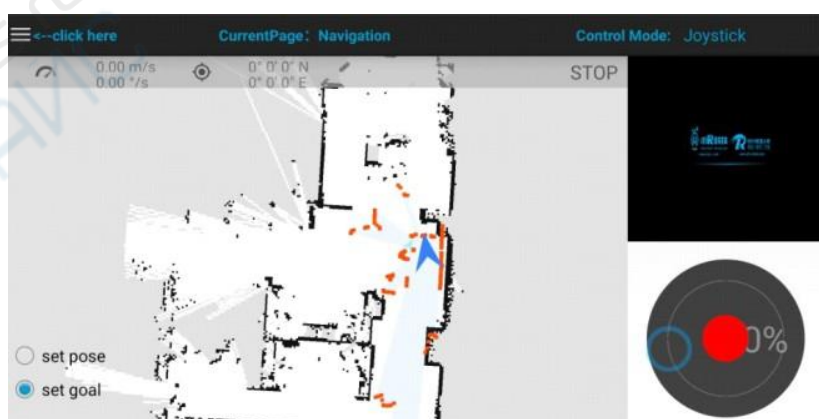 <--click here
CurrentPage: Navigation
Control Mode: Joystick
0.00 m/s
0.00 °/s
0° 0' 0" N
0° 0' 0" E
STOP
0%
set pose
set goal